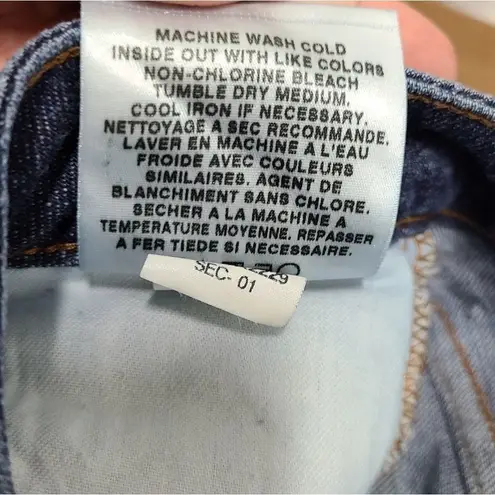 MACHINE WASH COLD
INSIDE OUT WITH LIKE COLORS
NON-CHLORINE BLEACH
TUMBLE DRY MEDIUM.
COOL IRON IF NECESSARY.
NETTOYAGE A SEC RECOMMANDE.
LAVER EN MACHINE A L'EAU
FROIDE AVEC COULEURS
SIMILAIRES. AGENT DE
BLANCHIMENT SANS CHLORE.
SECHER A LA MACHINE A
TEMPERATURE MOYENNE. REPASSER
A FER TIEDE SI NECESSAIRE.
SEC- 01